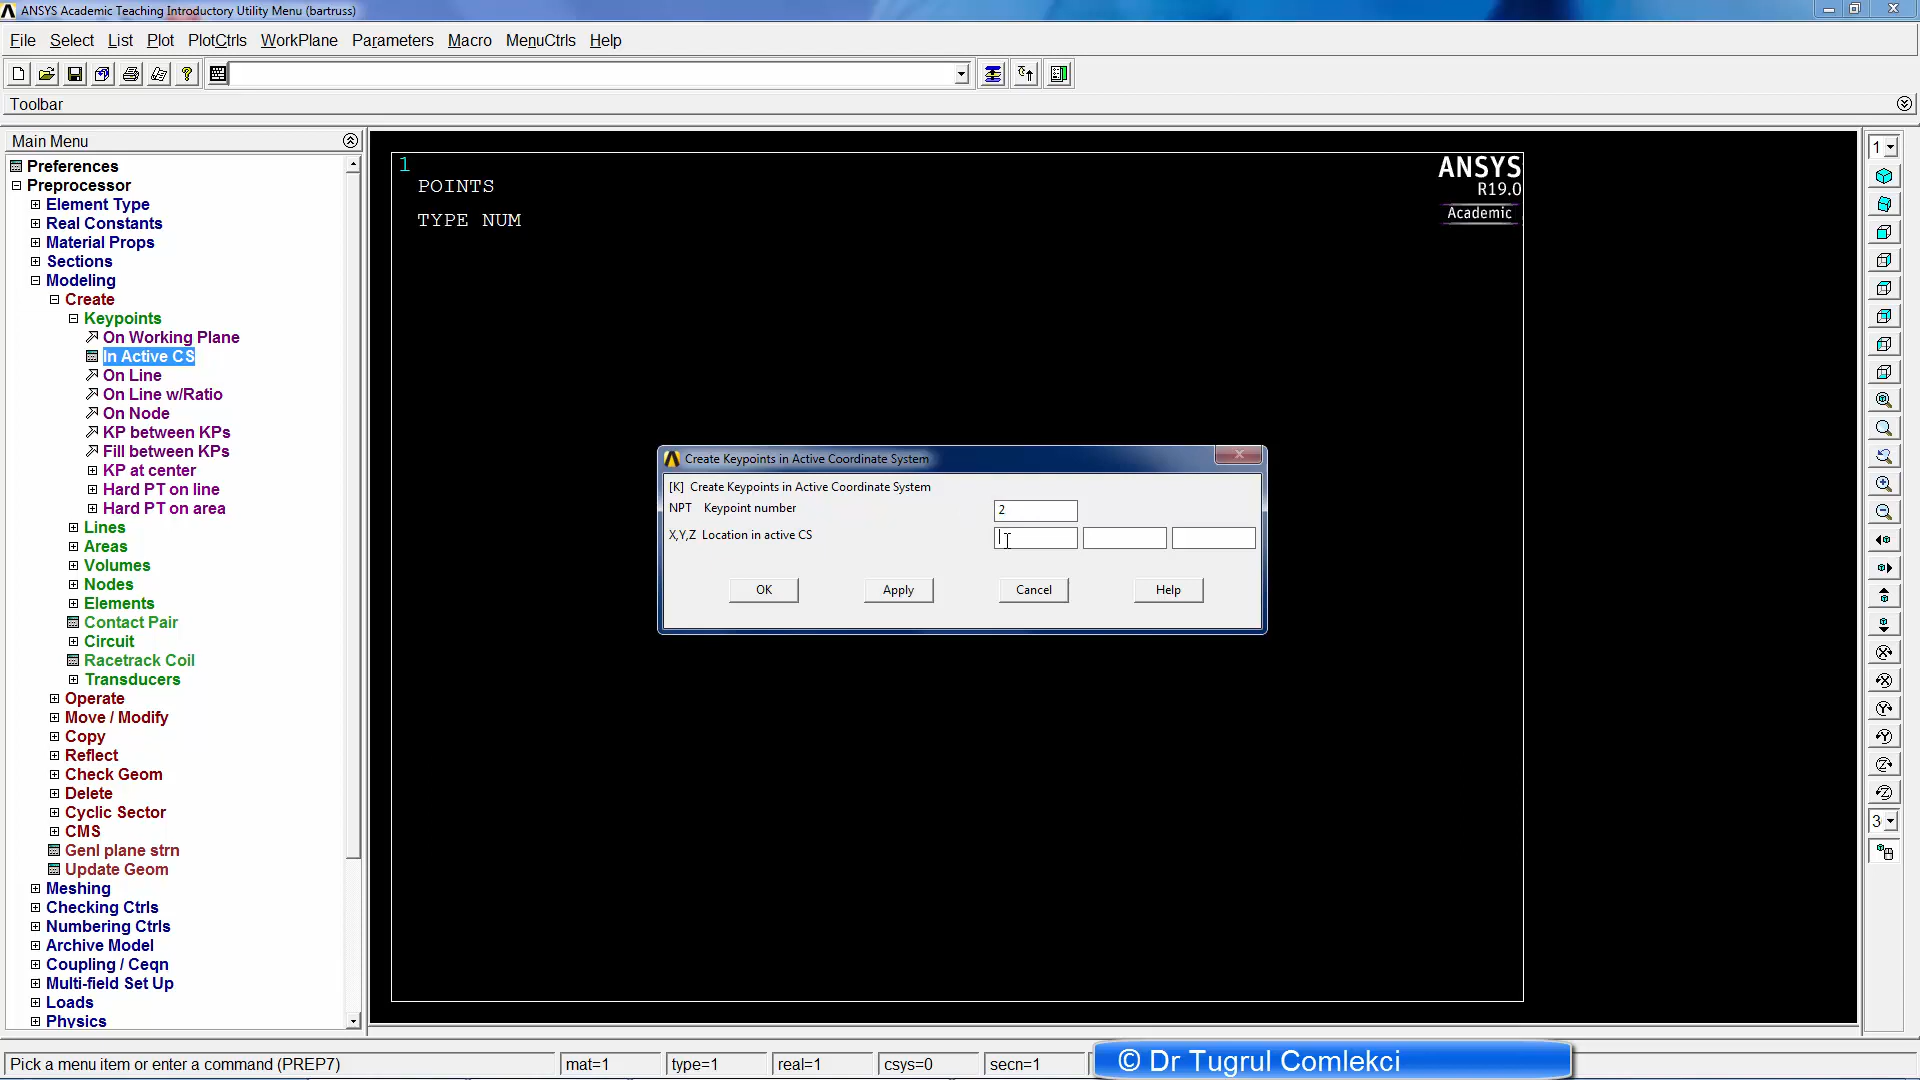 ANSYS Academic Teaching Introductory Utility Menu (bartruss)
File Select List Plot PlotCtrls WorkPlane Parameters Macro MenuCtrls Help
Toolbar
Main Menu
Preferences
Preprocessor
Element Type
Real Constants
Material Props
Sections
Modeling
Create
Keypoints
On Working Plane
In Active CS
On Line
On Line w/Ratio
On Node
KP between KPs
Fill between KPs
KP at center
Hard PT on line
Hard PT on area
Lines
Areas
Volumes
Nodes
Elements
Contact Pair
Circuit
Racetrack Coil
Transducers
Operate
Move / Modify
Copy
Reflect
Check Geom
Delete
Cyclic Sector
CMS
Genl plane strn
Update Geom
Meshing
Checking Ctrls
Numbering Ctrls
Archive Model
Coupling / Ceqn
Multi-field Set Up
Loads
Physics
1
POINTS
TYPE NUM
ANSYS
R19.0
Academic
Create Keypoints in Active Coordinate System
[K] Create Keypoints in Active Coordinate System
NPT Keypoint number 2
X,Y,Z Location in active CS
OK Apply Cancel Help
1
3
Pick a menu item or enter a command (PREP7) mat=1 type=1 real=1 csys=0 secn=1
© Dr Tugrul Comlekci